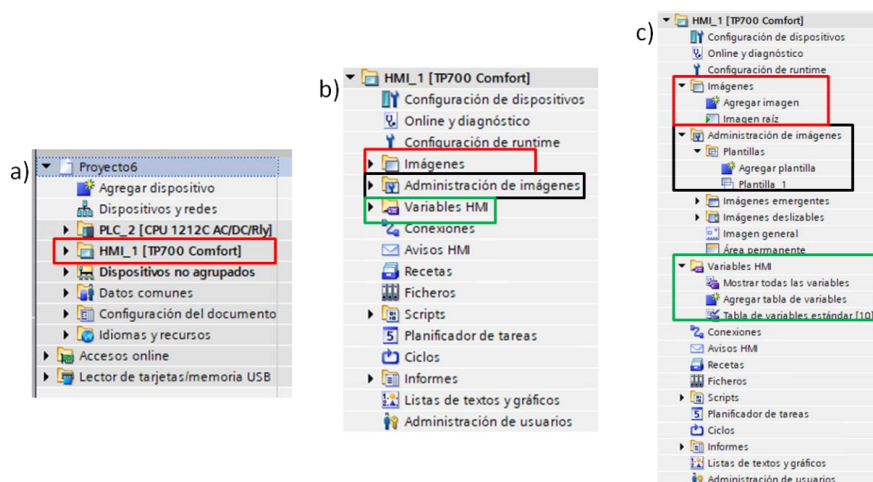 a)
Proyecto6
Agregar dispositivo
Dispositivos y redes
PLC_2 [CPU 1212C AC/DC/Rly]
HMI_1 [TP700 Comfort]
Dispositivos no agrupados
Datos comunes
Configuración del documento
Idiomas y recursos
Accesos online
Lector de tarjetas/memoria USB
b)
HMI_1 [TP700 Comfort]
Configuración de dispositivos
Online y diagnóstico
Configuración de runtime
Imágenes
Administración de imágenes
Variables HMI
Conexiones
Avisos HMI
Recetas
Ficheros
Scripts
Planificador de tareas
Ciclos
Informes
Listas de textos y gráficos
Administración de usuarios
c)
HMI_1 [TP700 Comfort]
Configuración de dispositivos
Online y diagnóstico
Configuración de runtime
Imágenes
Agregar imagen
Imagen raíz
Administración de imágenes
Plantillas
Agregar plantilla
Plantilla_1
Imágenes emergentes
Imágenes deslizables
Imagen general
Área permanente
Variables HMI
Mostrar todas las variables
Agregar tabla de variables
Tabla de variables estándar [10]
Conexiones
Avisos HMI
Recetas
Ficheros
Scripts
Planificador de tareas
Ciclos
Informes
Listas de textos y gráficos
Administración de usuarios